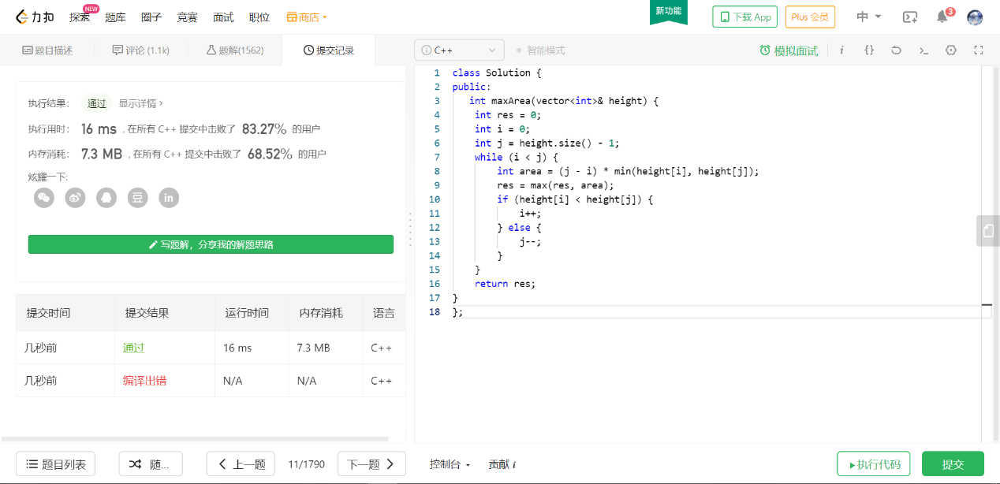 力扣 探索 NEW 题库 圈子 竞赛 面试 职位 商店 新功能 下载 App Plus 会员 中 3
题目描述 评论 (1.1k) 题解(1562) 提交记录
执行结果： 通过 显示详情 >
执行用时： 16 ms , 在所有 C++ 提交中击败了 83.27% 的用户
内存消耗： 7.3 MB , 在所有 C++ 提交中击败了 68.52% 的用户
炫耀一下:
写题解，分享我的解题思路
提交时间 提交结果 运行时间 内存消耗 语言
几秒前 通过 16 ms 7.3 MB C++
几秒前 编译出错 N/A N/A C++
C++ 智能模式 模拟面试
1 class Solution {
2 public:
3 int maxArea(vector<int>& height) {
4 int res = 0;
5 int i = 0;
6 int j = height.size() - 1;
7 while (i < j) {
8 int area = (j - i) * min(height[i], height[j]);
9 res = max(res, area);
10 if (height[i] < height[j]) {
11 i++;
12 } else {
13 j--;
14 }
15 }
16 return res;
17 }
18 };
题目列表 随... 上一题 11/1790 下一题 控制台 贡献 i 执行代码 提交